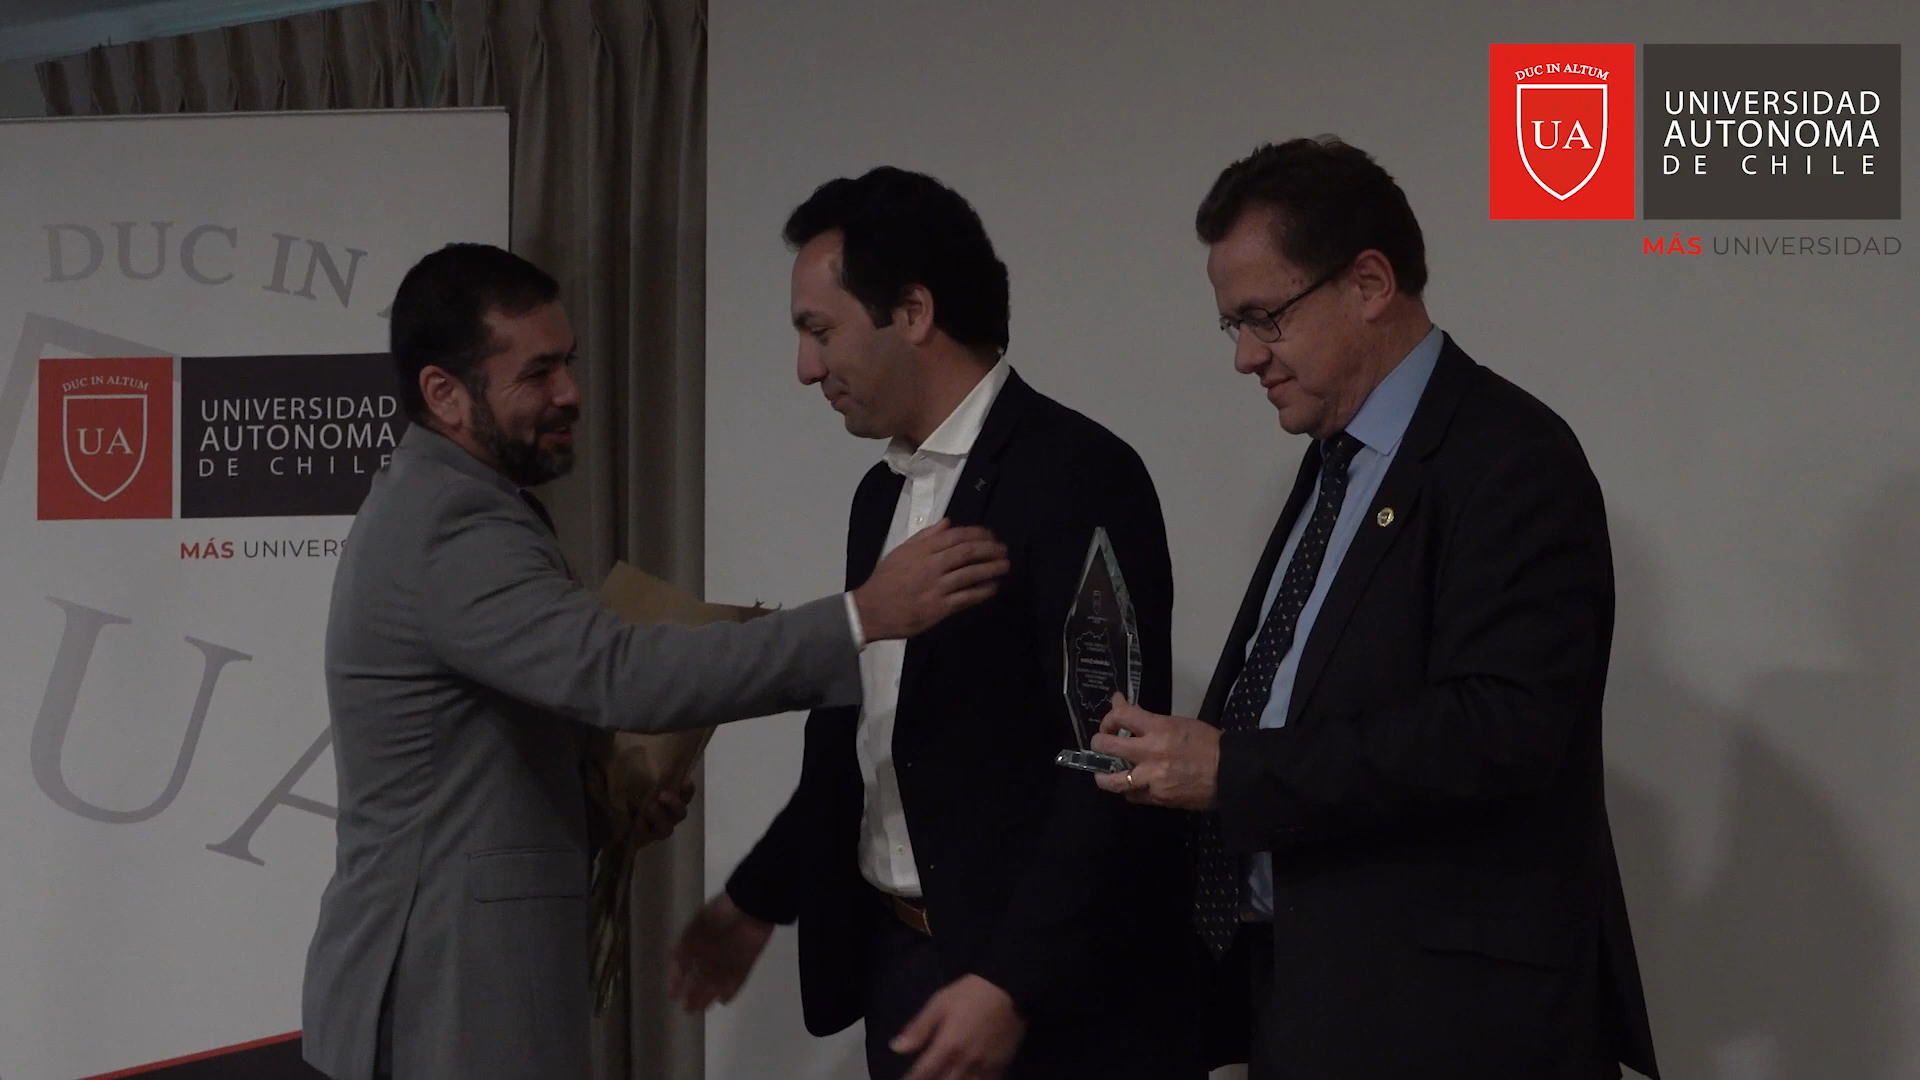 DUC IN ALTUM
UA
UNIVERSIDAD
AUTONOMA
DE CHILE
MÁS UNIVERSIDAD
DUC IN
DUC IN ALTUM
UA
UNIVERSIDAD
AUTONOMA
DE CHILE
MÁS UNIVERS
UA